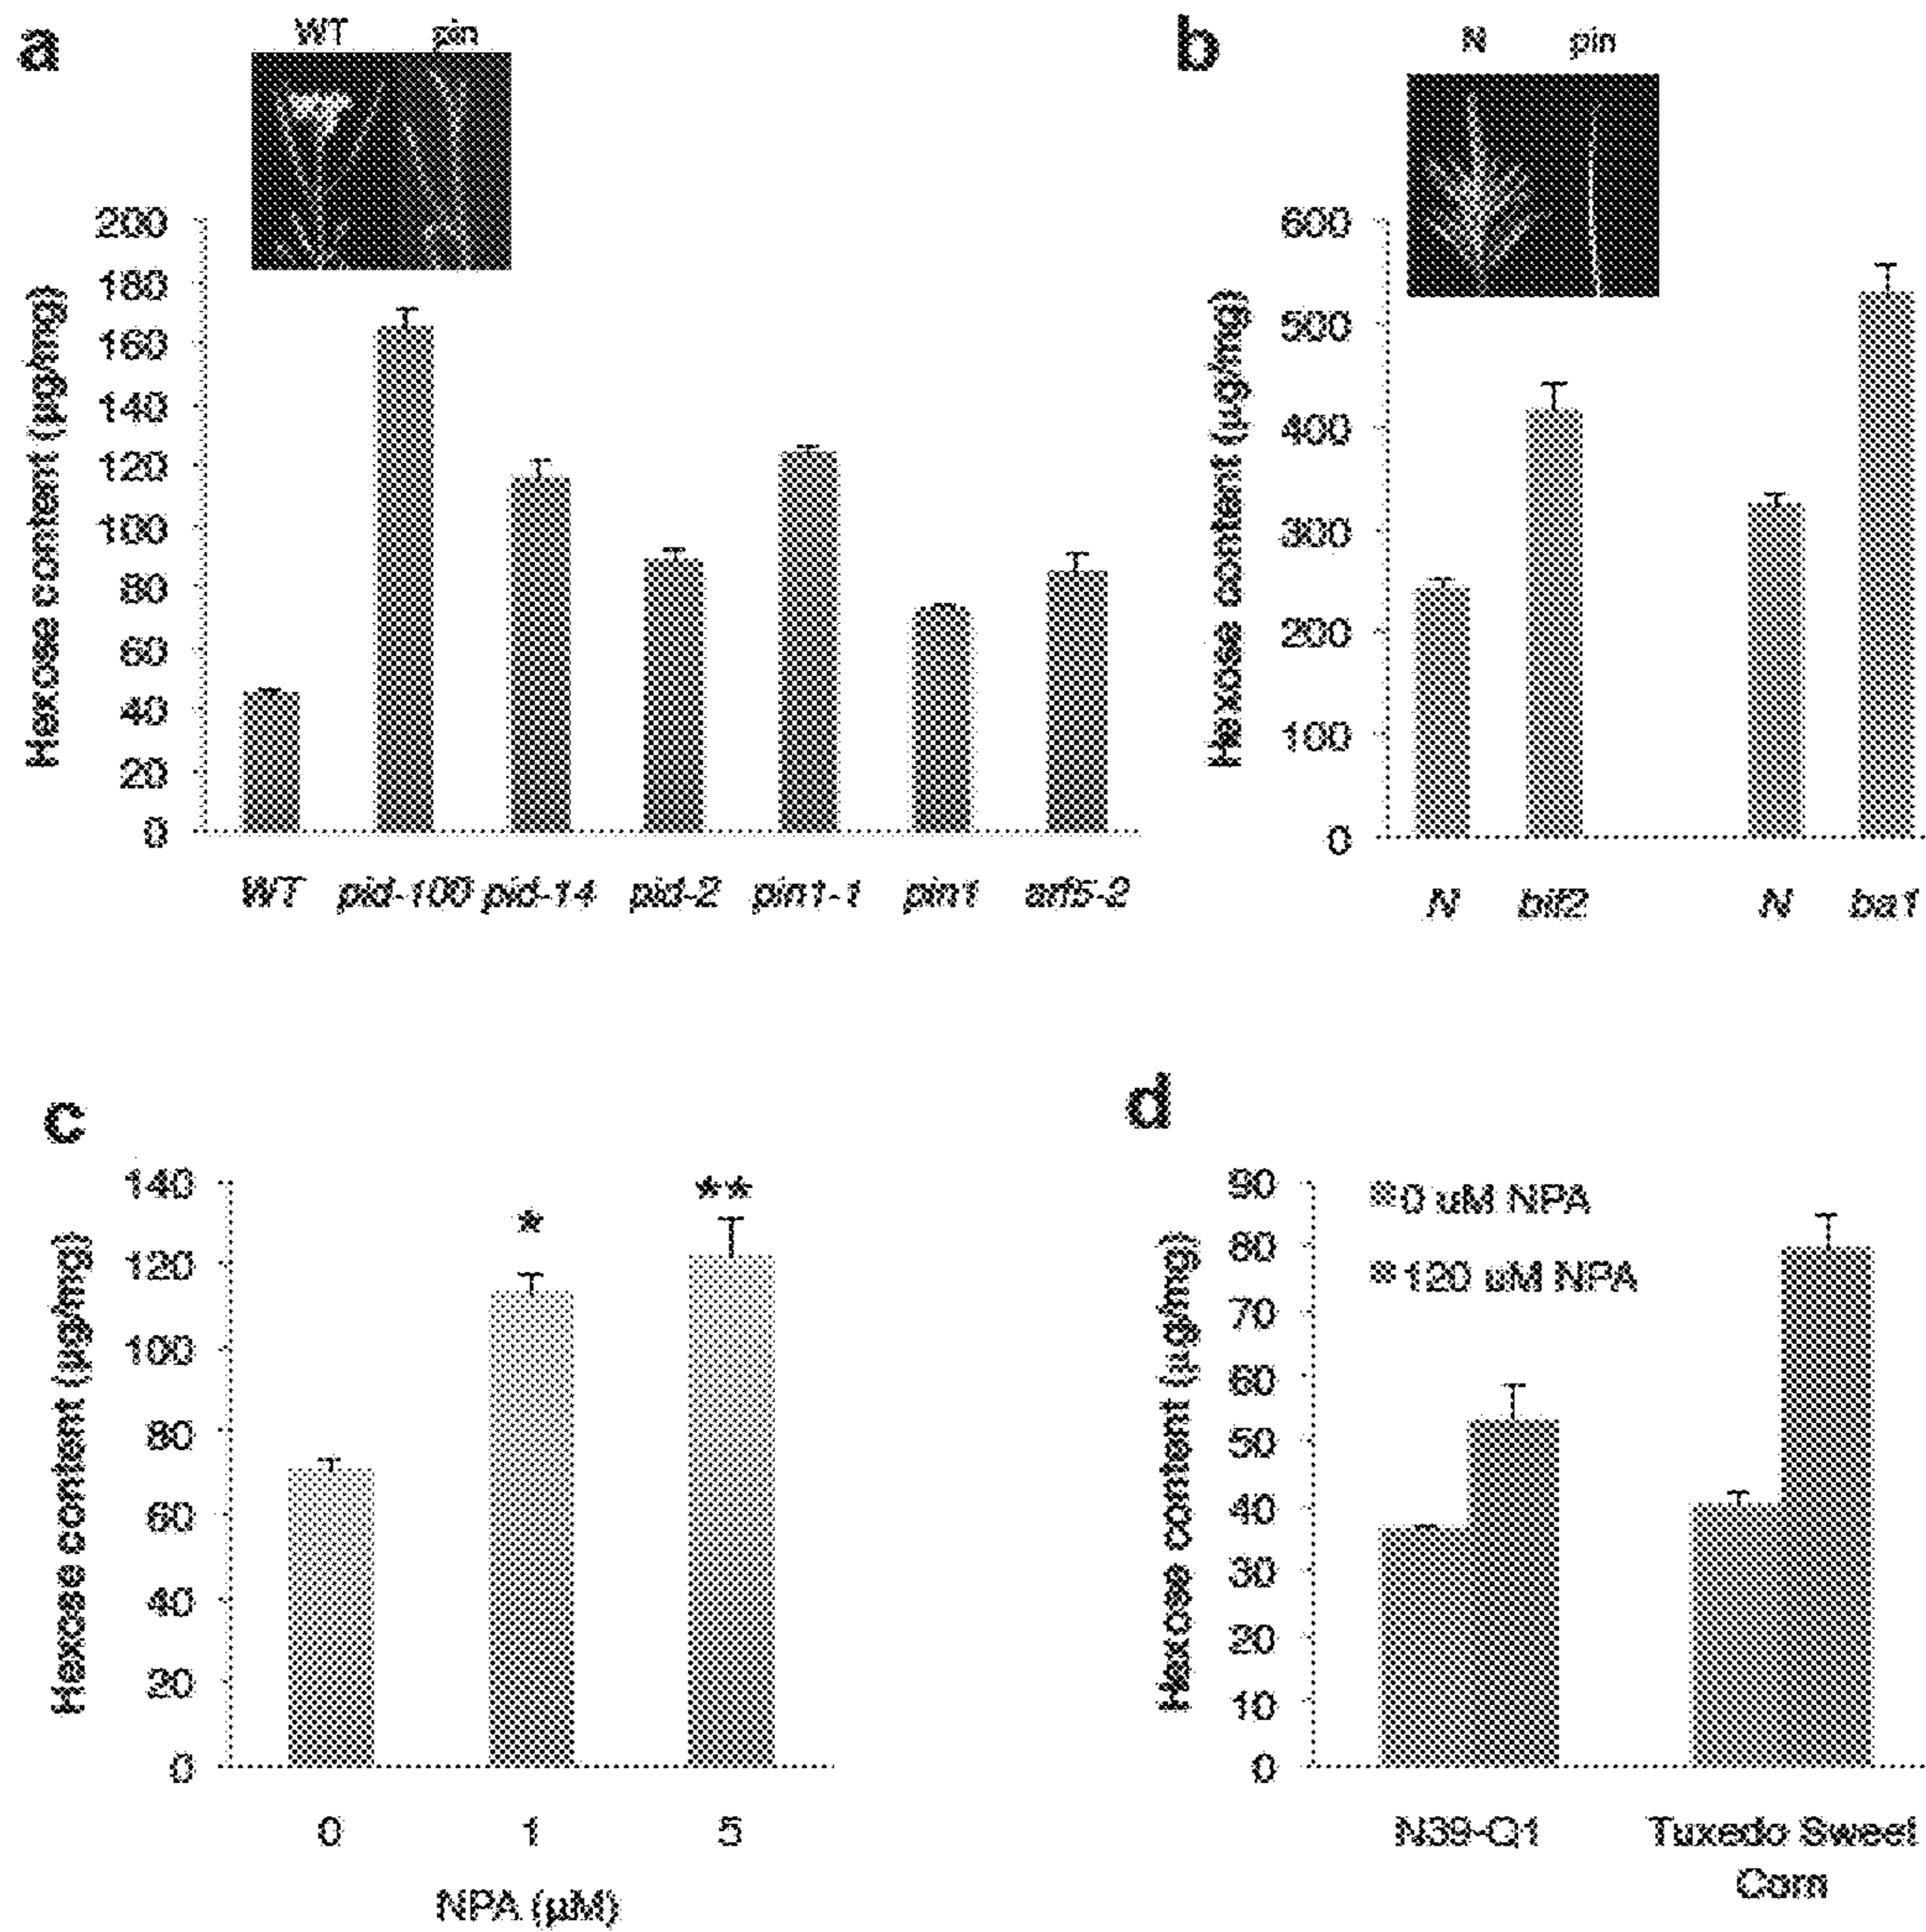 a
WT pin
200
180
160
140
120
100
80
60
40
20
0
Hexose content (µg/mg)
WT pid-100 pid-14 pid-2 pin1-1 pin1 arf5-2
b
N pin
600
500
400
300
200
100
0
Hexose content (µg/mg)
N bif2 N ba1
c
140
120
100
80
60
40
20
0
Hexose content (µg/mg)
* **
0 1 5
NPA (µM)
d
90
80
70
60
50
40
30
20
10
0
Hexose content (µg/mg)
0 uM NPA
120 uM NPA
N39-Q1 Tuxedo Sweet
Corn